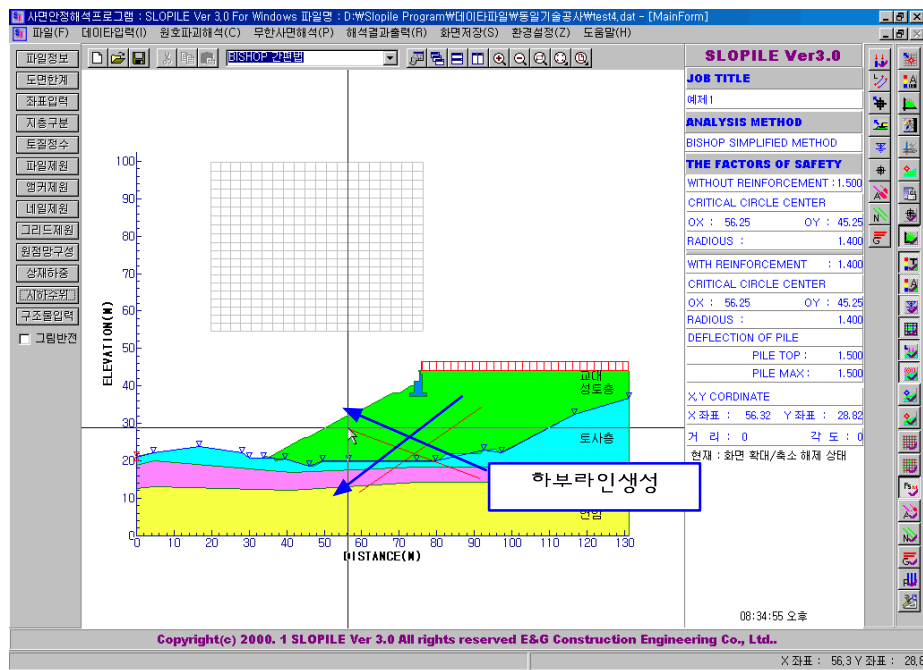 사면안정해석프로그램 : SLOPILE Ver 3,0 For Windows 파일명 : D:₩Slopile Program₩데이타파일₩동일기술공사₩test4,dat - [MainForm]
파일(F) 데이타입력(I) 원호파괴해석(C) 무한사면해석(P) 해석결과출력(R) 화면저장(S) 환경설정(Z) 도움말(H)
파일정보
도면한계
좌표입력
지층구분
토질정수
파일제원
앵커제원
네일제원
그리드제원
원점망구성
상재하중
지하수위
구조물입력
그림반전
BISHOP 간편법
ELEVATION(M)
100
90
80
70
60
50
40
30
20
10
0 10 20 30 40 50 60 70 80 90 100 110 120 130
DISTANCE(M)
교대
성토층
토사층
연암
하부라인생성
SLOPILE Ver3.0
JOB TITLE
예제1
ANALYSIS METHOD
BISHOP SIMPLIFIED METHOD
THE FACTORS OF SAFETY
WITHOUT REINFORCEMENT : 1.500
CRITICAL CIRCLE CENTER
OX : 56.25 OY : 45.25
RADIOUS : 1.400
WITH REINFORCEMENT : 1.400
CRITICAL CIRCLE CENTER
OX : 56.25 OY : 45.25
RADIOUS : 1.400
DEFLECTION OF PILE
PILE TOP : 1.500
PILE MAX : 1.500
X,Y CORDINATE
X 좌표 : 56.32 Y 좌표 : 28.82
거 리 : 0 각 도 : 0
현재 : 화면 확대/축소 해제 상태
08:34:55 오후
Copyright(c) 2000. 1 SLOPILE Ver 3.0 All rights reserved E&G Construction Engineering Co., Ltd..
X 좌표 : 56,3 Y 좌표 : 28,8